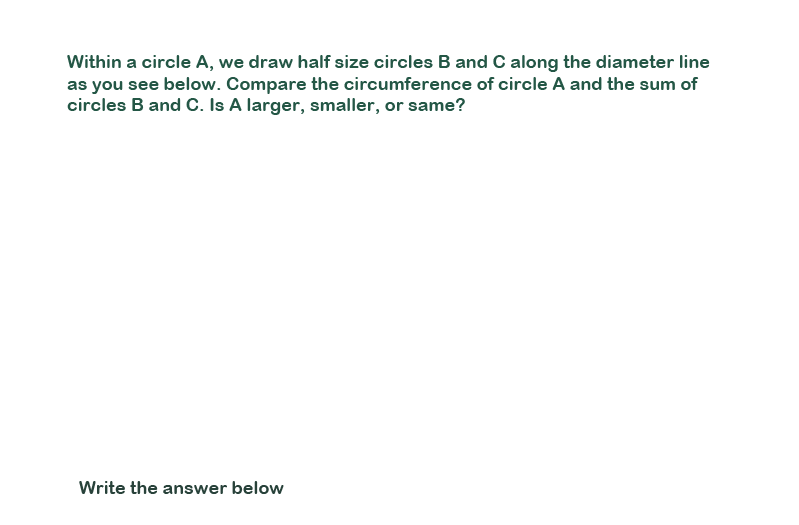 Within a circle A, we draw half size circles B and C along the diameter line
as you see below. Compare the circumference of circle A and the sum of
circles B and C. Is A larger, smaller, or same?
Write the answer below